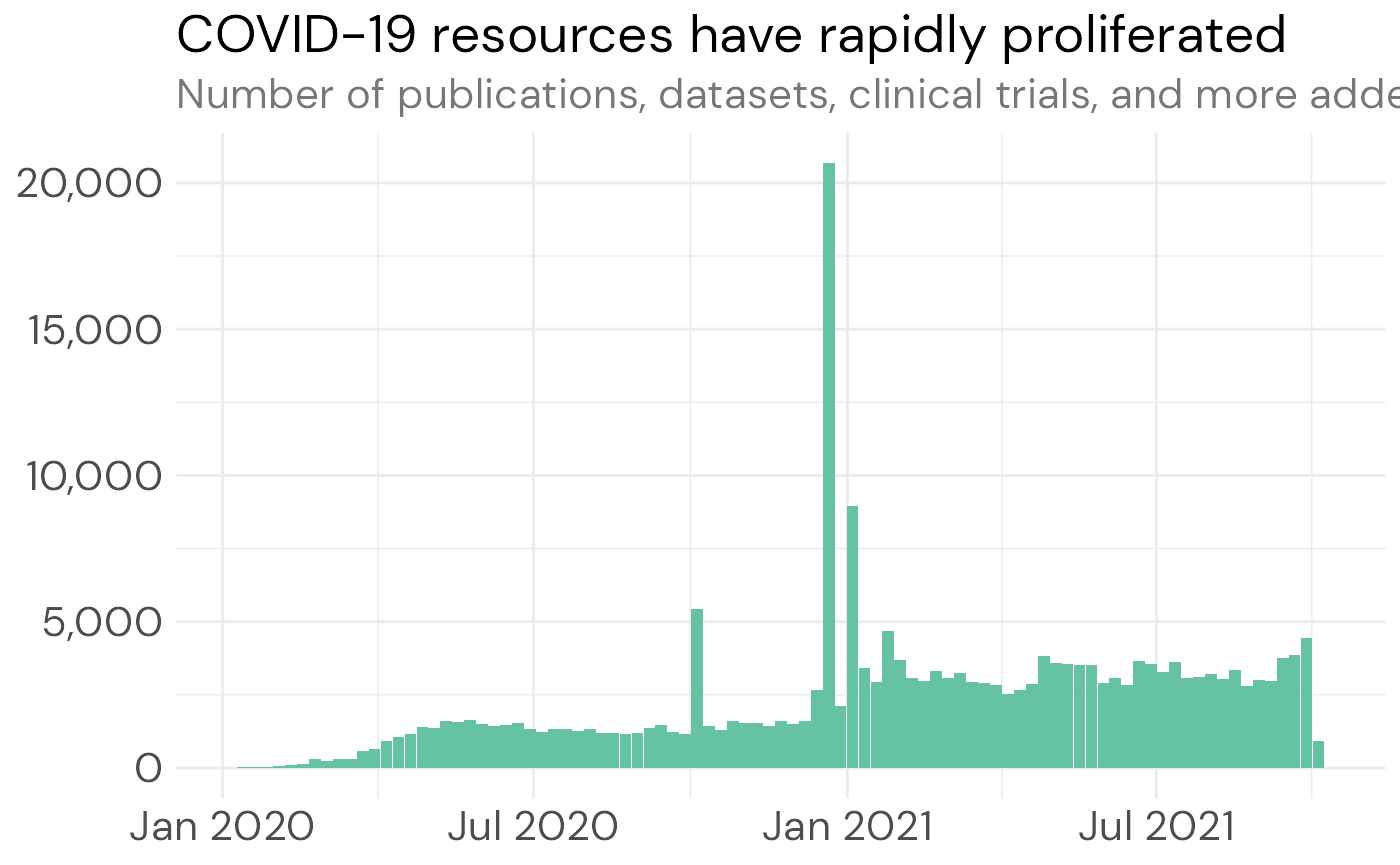 COVID-19 resources have rapidly proliferated
Number of publications, datasets, clinical trials, and more adde
20,000
15,000
10,000
5,000
0
Jan 2020 Jul 2020 Jan 2021 Jul 2021